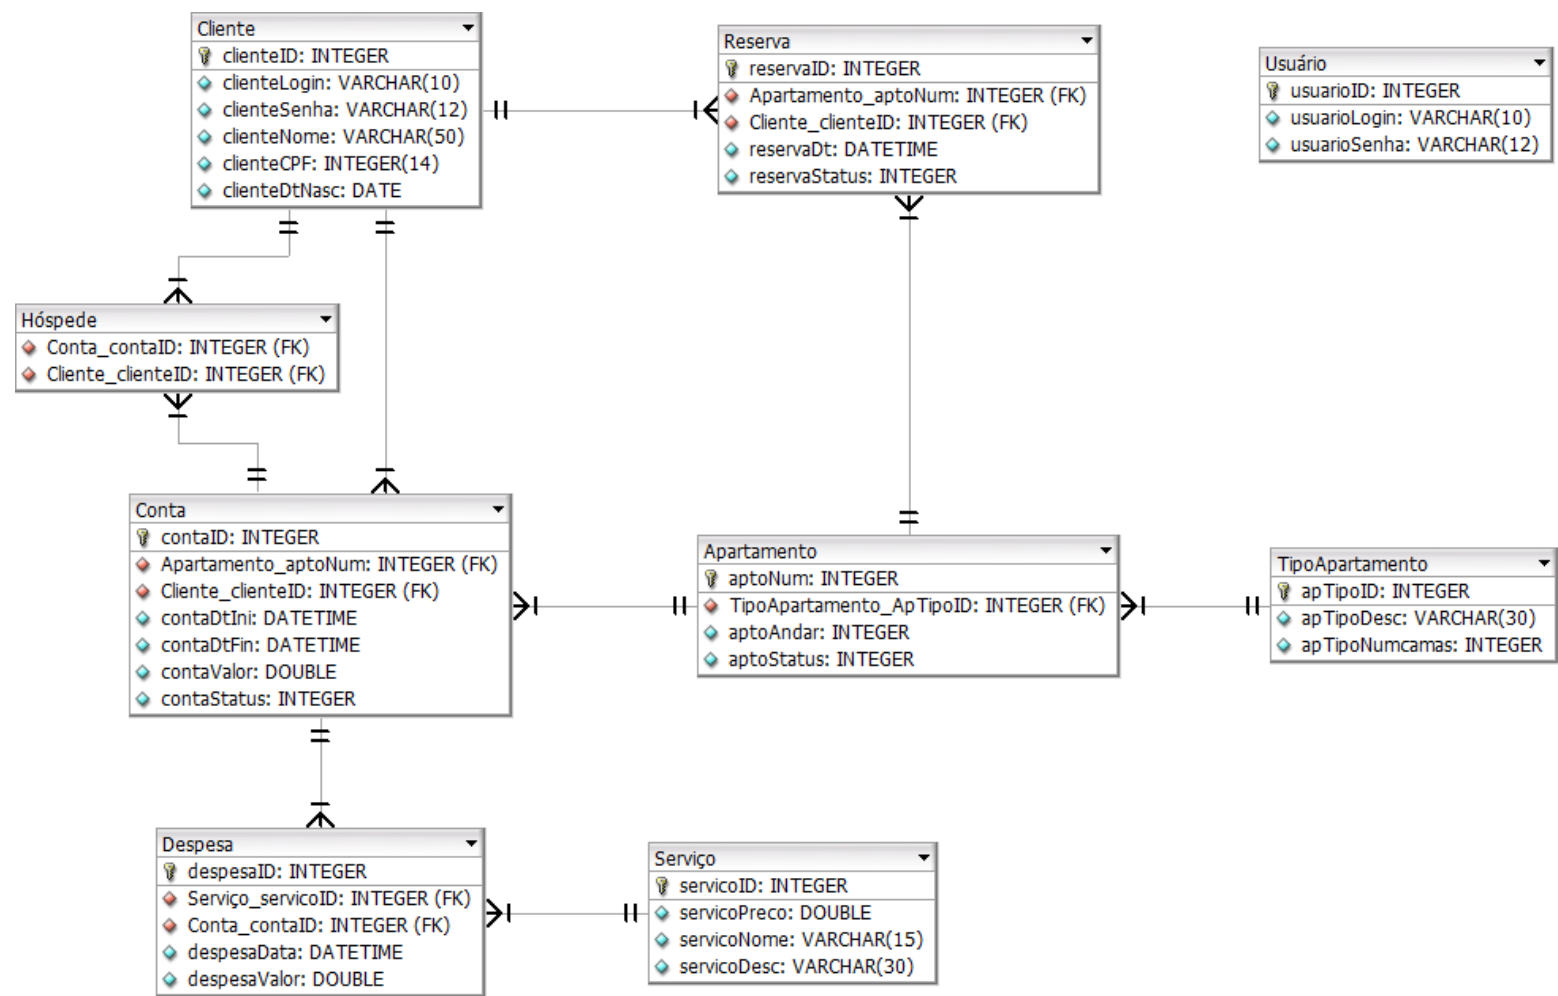 Cliente
clienteID: INTEGER
clienteLogin: VARCHAR(10)
clienteSenha: VARCHAR(12)
clienteNome: VARCHAR(50)
clienteCPF: INTEGER(14)
clienteDtNasc: DATE
Reserva
reservaID: INTEGER
Apartamento_aptoNum: INTEGER (FK)
Cliente_clienteID: INTEGER (FK)
reservaDt: DATETIME
reservaStatus: INTEGER
Usuário
usuarioID: INTEGER
usuarioLogin: VARCHAR(10)
usuarioSenha: VARCHAR(12)
Hóspede
Conta_contaID: INTEGER (FK)
Cliente_clienteID: INTEGER (FK)
Conta
contaID: INTEGER
Apartamento_aptoNum: INTEGER (FK)
Cliente_clienteID: INTEGER (FK)
contaDtIni: DATETIME
contaDtFin: DATETIME
contaValor: DOUBLE
contaStatus: INTEGER
Apartamento
aptoNum: INTEGER
TipoApartamento_ApTipoID: INTEGER (FK)
aptoAndar: INTEGER
aptoStatus: INTEGER
TipoApartamento
apTipoID: INTEGER
apTipoDesc: VARCHAR(30)
apTipoNumcamas: INTEGER
Despesa
despesaID: INTEGER
Serviço_servicoID: INTEGER (FK)
Conta_contaID: INTEGER (FK)
despesaData: DATETIME
despesaValor: DOUBLE
Serviço
servicoID: INTEGER
servicoPreco: DOUBLE
servicoNome: VARCHAR(15)
servicoDesc: VARCHAR(30)